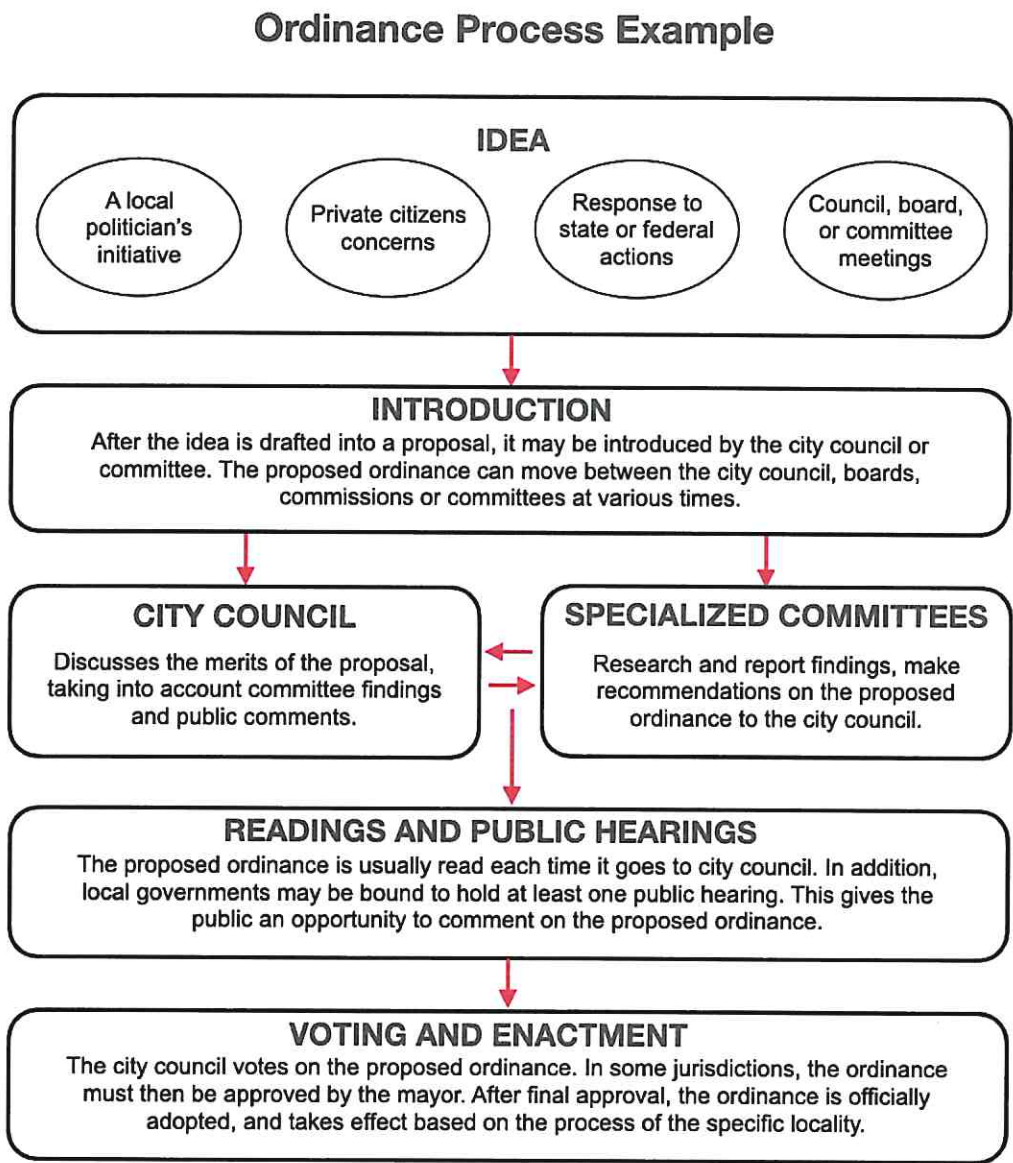 Ordinance Process Example
IDEA
A local
politician's
initiative
Private citizens
concerns
Response to
state or federal
actions
Council, board,
or committee
meetings
INTRODUCTION
After the idea is drafted into a proposal, it may be introduced by the city council or
committee. The proposed ordinance can move between the city council, boards,
commissions or committees at various times.
CITY COUNCIL
Discusses the merits of the proposal,
taking into account committee findings
and public comments.
SPECIALIZED COMMITTEES
Research and report findings, make
recommendations on the proposed
ordinance to the city council.
READINGS AND PUBLIC HEARINGS
The proposed ordinance is usually read each time it goes to city council. In addition,
local governments may be bound to hold at least one public hearing. This gives the
public an opportunity to comment on the proposed ordinance.
VOTING AND ENACTMENT
The city council votes on the proposed ordinance. In some jurisdictions, the ordinance
must then be approved by the mayor. After final approval, the ordinance is officially
adopted, and takes effect based on the process of the specific locality.